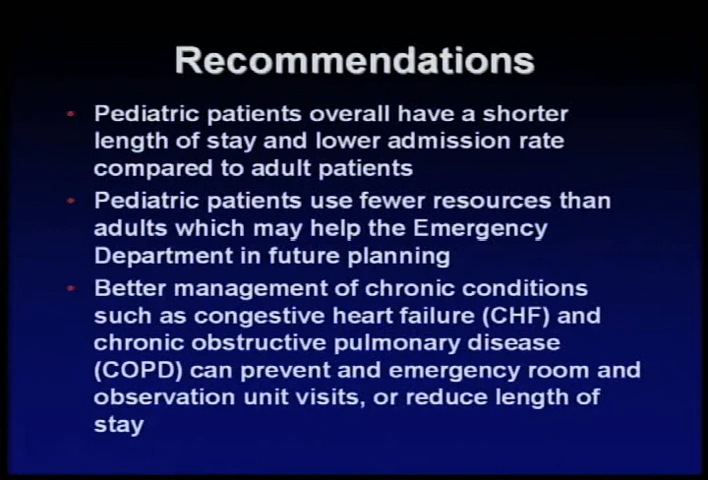 Recommendations
• Pediatric patients overall have a shorter
length of stay and lower admission rate
compared to adult patients
• Pediatric patients use fewer resources than
adults which may help the Emergency
Department in future planning
• Better management of chronic conditions
such as congestive heart failure (CHF) and
chronic obstructive pulmonary disease
(COPD) can prevent and emergency room and
observation unit visits, or reduce length of
stay